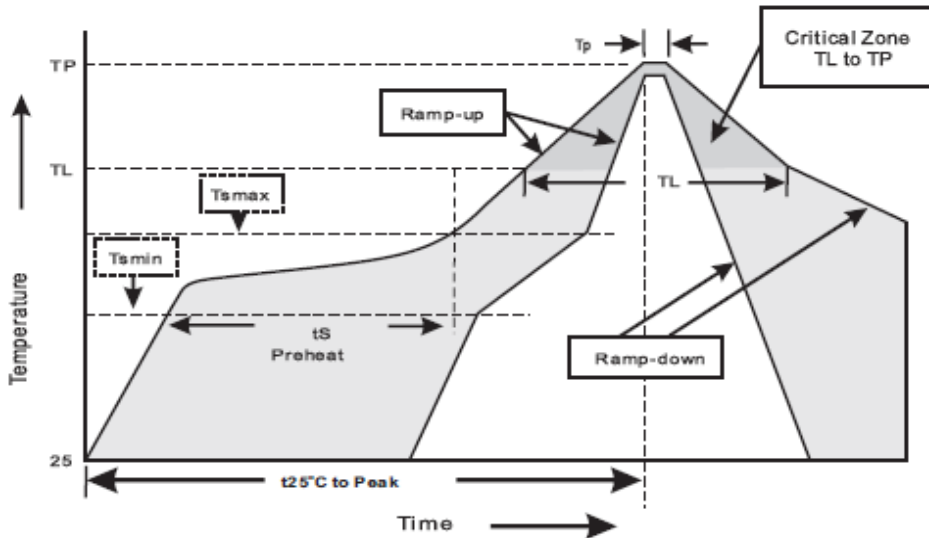 Tp
Critical Zone
TL to TP
TP
Ramp-up
TL
TL
Tsmax
Tsmin
tS
Preheat
Ramp-down
Temperature
25
t25°C to Peak
Time